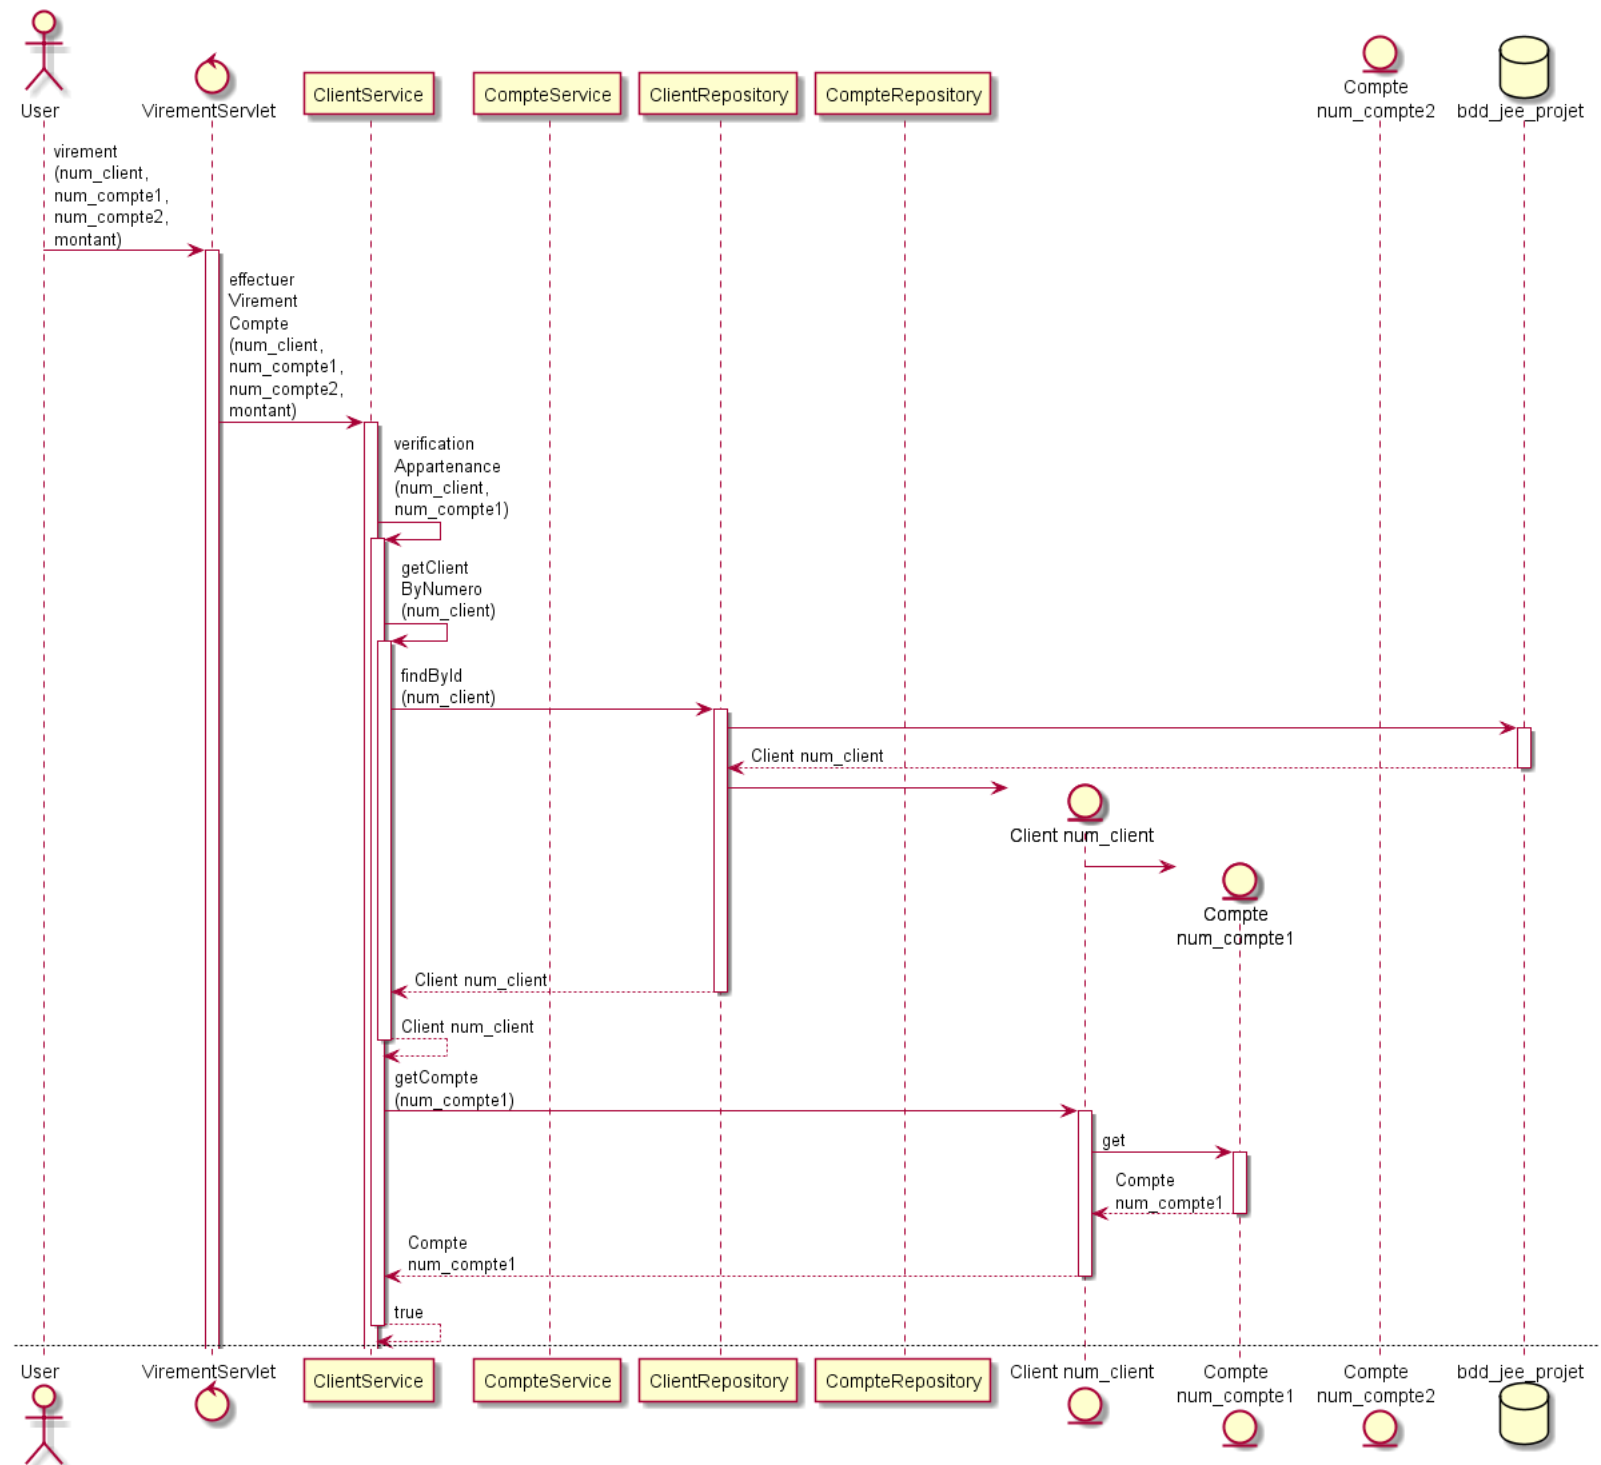 Compte
num_compte2
User
VirementServlet
ClientService
CompteService
ClientRepository
CompteRepository
bdd_jee_projet
virement
(num_client,
num_compte1,
num_compte2,
montant)
effectuer
Virement
Compte
(num_client,
num_compte1,
num_compte2,
montant)
verification
Appartenance
(num_client,
num_compte1)
getClient
ByNumero
(num_client)
findById
(num_client)
Client num_client
Client num_client
Compte
num_compte1
Client num_client
Client num_client
getCompte
(num_compte1)
get
Compte
num_compte1
Compte
num_compte1
true
User
VirementServlet
ClientService
CompteService
ClientRepository
CompteRepository
Client num_client
Compte
num_compte1
Compte
num_compte2
bdd_jee_projet